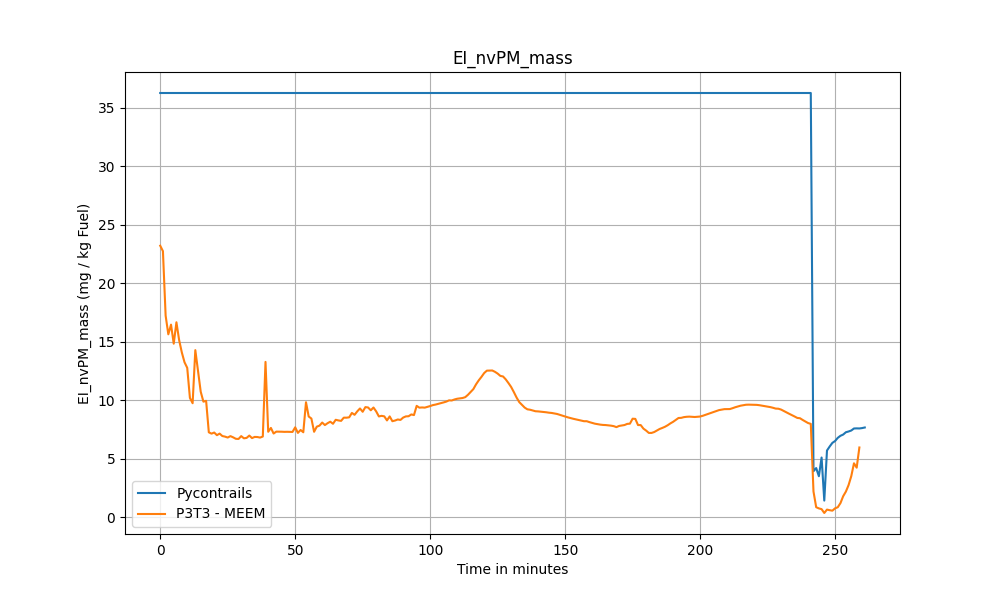 EI_nvPM_mass
EI_nvPM_mass (mg / kg Fuel)
35
30
25
20
15
10
5
0
Pycontrails
P3T3 - MEEM
0 50 100 150 200 250
Time in minutes